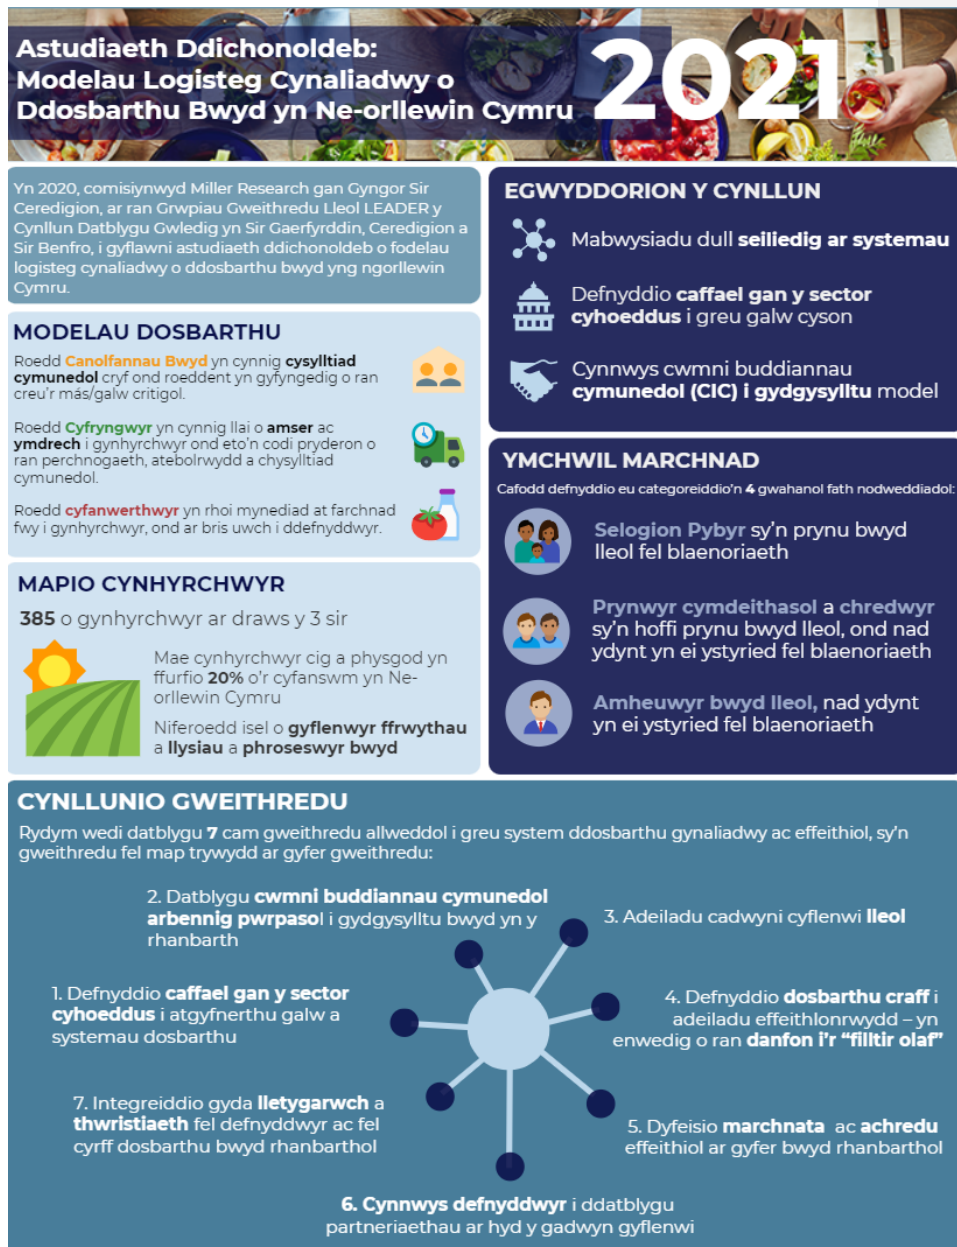 Astudiaeth Ddichonoldeb:
Modelau Logisteg Cynaliadwy o
Ddosbarthu Bwyd yn Ne-orllewin Cymru
2021
Yn 2020, comisiynwyd Miller Research gan Gyngor Sir
Ceredigion, ar ran Grwpiau Gweithredu Lleol LEADER y
Cynllun Datblygu Gwledig yn Sir Gaerfyrddin, Ceredigion a
Sir Benfro, i gyflawni astudiaeth ddichonoldeb o fodelau
logisteg cynaliadwy o ddosbarthu bwyd yng ngorllewin
Cymru.
MODELAU DOSBARTHU
Roedd Canolfannau Bwyd yn cynnig cysylltiad
cymunedol cryf ond roeddent yn gyfyngedig o ran
creu'r más/galw critigol.
Roedd Cyfryngwyr yn cynnig llai o amser ac
ymdrech i gynhyrchwyr ond eto'n codi pryderon o
ran perchnogaeth, atebolrwydd a chysylltiad
cymunedol.
Roedd cyfanwerthwyr yn rhoi mynediad at farchnad
fwy i gynhyrchwyr, ond ar bris uwch i ddefnyddwyr.
MAPIO CYNHYRCHWYR
385 o gynhyrchwyr ar draws y 3 sir
Mae cynhyrchwyr cig a physgod yn
ffurfio 20% o'r cyfanswm yn Ne-
orllewin Cymru
Niferoedd isel o gyflenwyr ffrwythau
a llysiau a phroseswyr bwyd
EGWYDDORION Y CYNLLUN
Mabwysiadu dull seiliedig ar systemau
Defnyddio caffael gan y sector
cyhoeddus i greu galw cyson
Cynnwys cwmni buddiannau
cymunedol (CIC) i gydgysylltu model
YMCHWIL MARCHNAD
Cafodd defnyddio eu categoreiddio'n 4 gwahanol fath nodweddiadol:
Selogion Pybyr sy'n prynu bwyd
lleol fel blaenoriaeth
Prynwyr cymdeithasol a chredwyr
sy'n hoffi prynu bwyd lleol, ond nad
ydynt yn ei ystyried fel blaenoriaeth
Amheuwyr bwyd lleol, nad ydynt
yn ei ystyried fel blaenoriaeth
CYNLLUNIO GWEITHREDU
Rydym wedi datblygu 7 cam gweithredu allweddol i greu system ddosbarthu gynaliadwy ac effeithiol, sy'n
gweithredu fel map trywydd ar gyfer gweithredu:
1. Defnyddio caffael gan y sector
cyhoeddus i atgyfnerthu galw a
systemau dosbarthu
2. Datblygu cwmni buddiannau cymunedol
arbennig pwrpasol i gydgysylltu bwyd yn y
rhanbarth
3. Adeiladu cadwyni cyflenwi lleol
4. Defnyddio dosbarthu craff i
adeiladu effeithlonrwydd – yn
enwedig o ran danfon i'r "filltir olaf"
5. Dyfeisio marchnata ac achredu
effeithiol ar gyfer bwyd rhanbarthol
6. Cynnwys defnyddwyr i ddatblygu
partneriaethau ar hyd y gadwyn gyflenwi
7. Integreiddio gyda lletygarwch a
thwristiaeth fel defnyddwyr ac fel
cyrff dosbarthu bwyd rhanbarthol